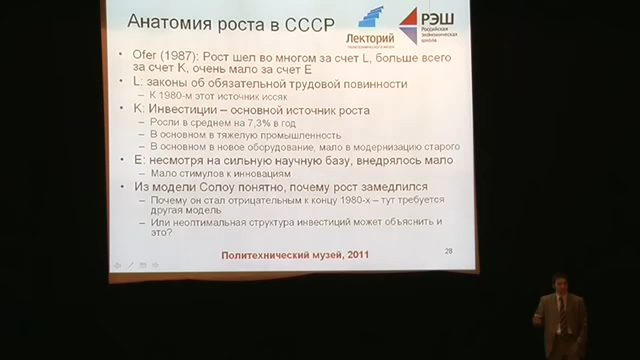 Анатомия роста в СССР
Лекторий
ПОЛИТЕХНИЧЕСКОГО МУЗЕЯ
РЭШ
Российская
экономическая
школа
• Ofer (1987): Рост шел во многом за счет L, больше всего
за счет K, очень мало за счет E
• L: законы об обязательной трудовой повинности
– К 1980-м этот источник иссяк
• K: Инвестиции – основной источник роста
– Росли в среднем на 7,3% в год
– В основном в тяжелую промышленность
– В основном в новое оборудование, мало в модернизацию старого
• E: несмотря на сильную научную базу, внедрялось мало
– Мало стимулов к инновациям
• Из модели Солоу понятно, почему рост замедлился
– Почему он стал отрицательным к концу 1980-х – тут требуется
другая модель
– Или неоптимальная структура инвестиций может объяснить и
это?
Политехнический музей, 2011
28